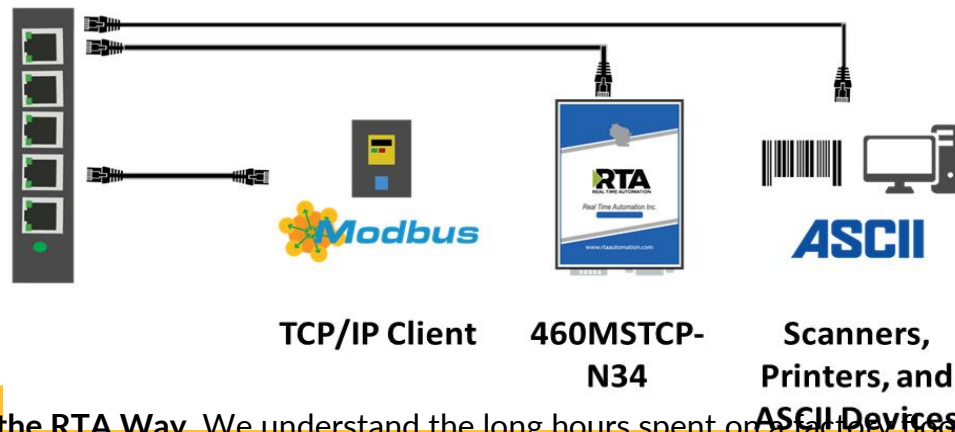 RTA
REAL TIME AUTOMATION
Real Time Automation Inc.
www.rtaautomation.com
Modbus
ASCII
TCP/IP Client
460MSTCP-
N34
Scanners,
Printers, and
ASCII Devices
the RTA Way. We understand the long hours spent on a factory